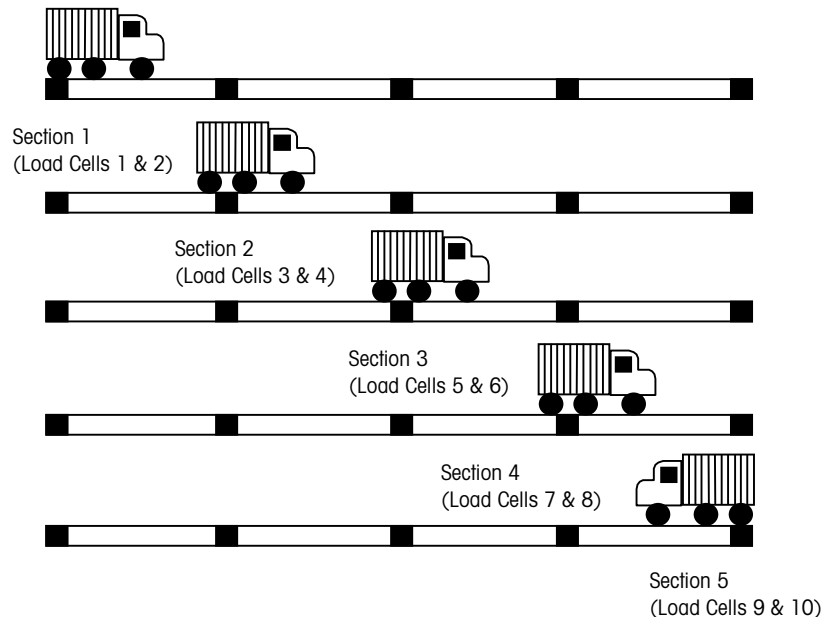 Section 1
(Load Cells 1 & 2)
Section 2
(Load Cells 3 & 4)
Section 3
(Load Cells 5 & 6)
Section 4
(Load Cells 7 & 8)
Section 5
(Load Cells 9 & 10)